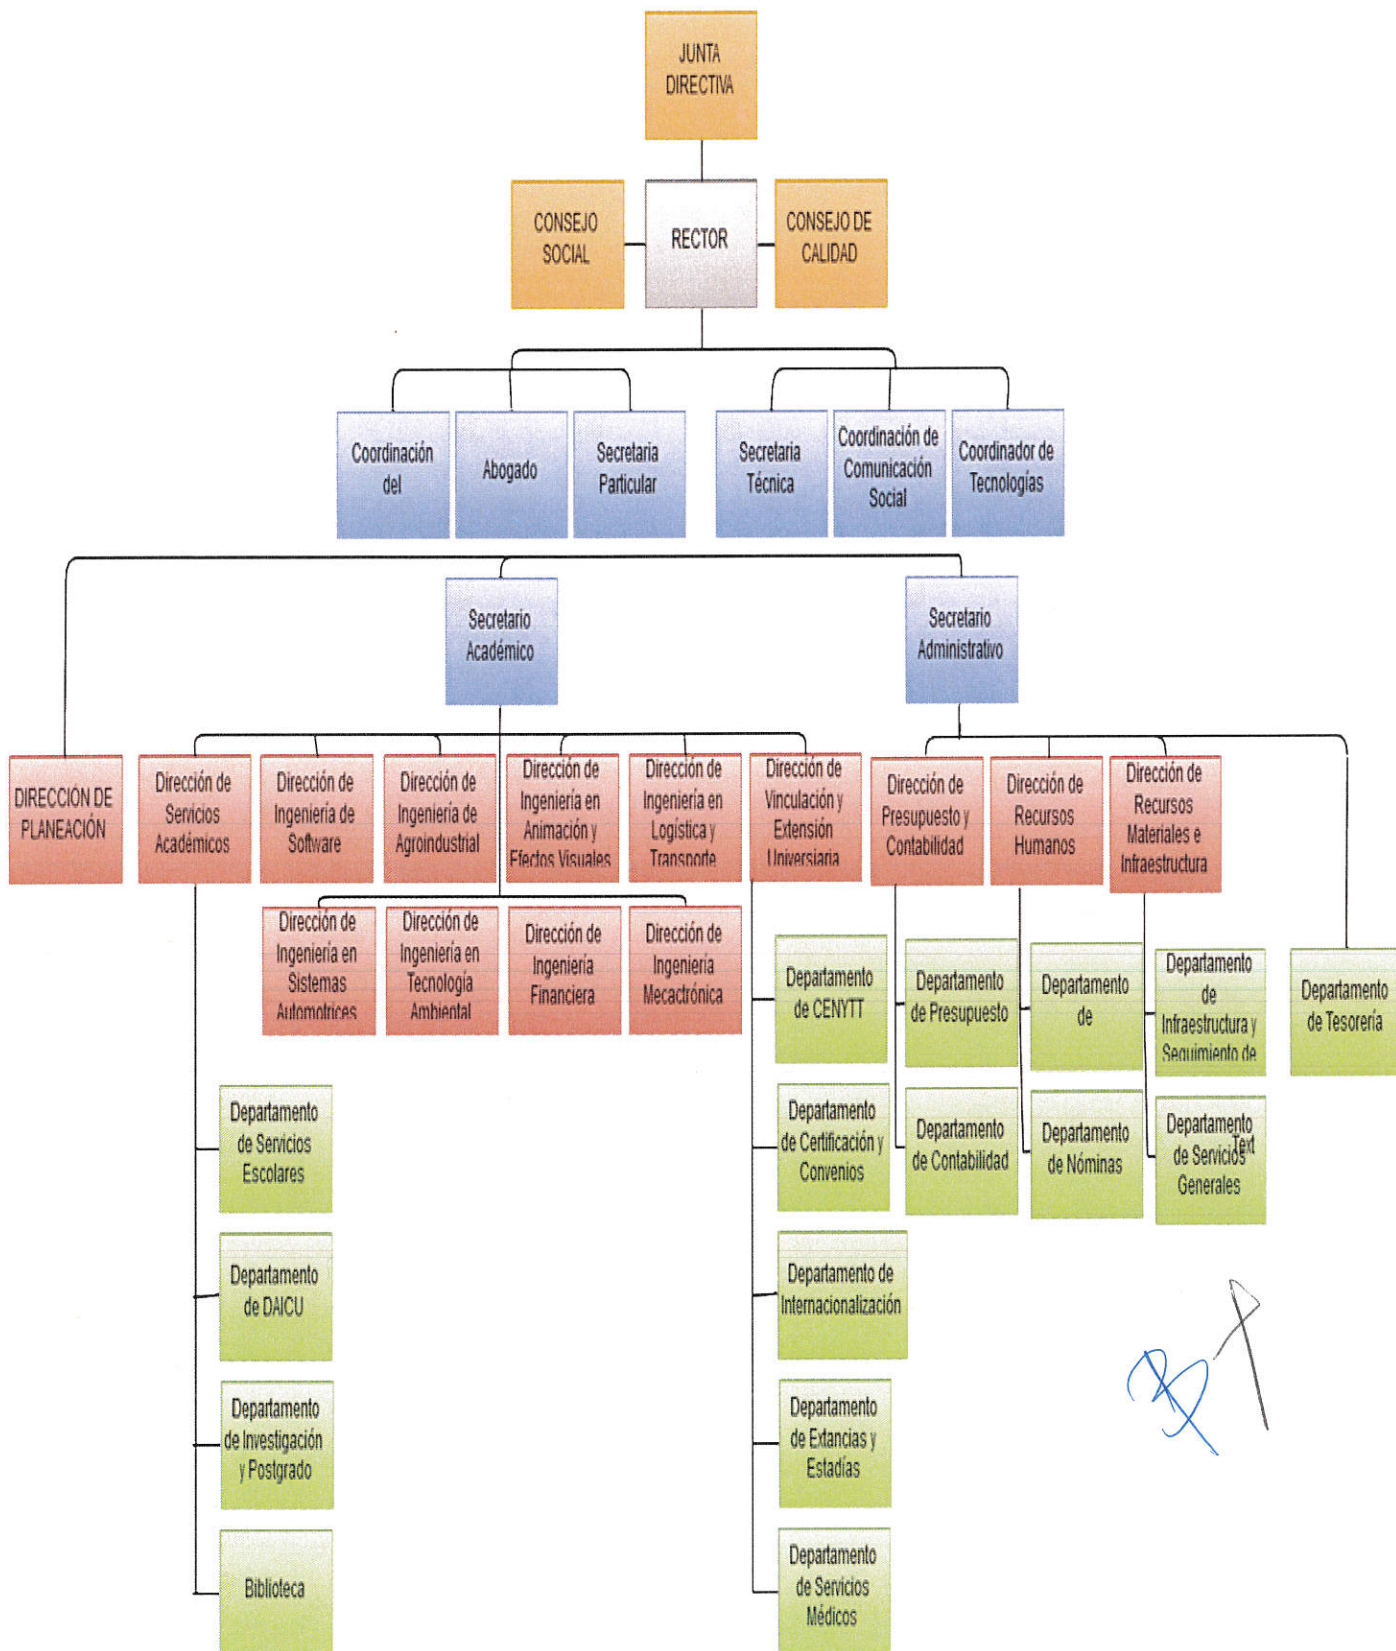 JUNTA
DIRECTIVA
CONSEJO
SOCIAL
RECTOR
CONSEJO DE
CALIDAD
Coordinación
del
Abogado
Secretaria
Particular
Secretaria
Técnica
Coordinación de
Comunicación
Social
Coordinador de
Tecnologías
Secretario
Académico
Secretario
Administrativo
DIRECCIÓN DE
PLANEACIÓN
Dirección de
Servicios
Académicos
Dirección de
Ingeniería de
Software
Dirección de
Ingeniería de
Agroindustrial
Dirección de
Ingeniería en
Animación y
Efectos Visuales
Dirección de
Ingeniería en
Logística y
Transporte
Dirección de
Vinculación y
Extensión
Universiaria
Dirección de
Presupuesto y
Contabilidad
Dirección de
Recursos
Humanos
Dirección de
Recursos
Materiales e
Infraestructura
Dirección de
Ingeniería en
Sistemas
Automotrices
Dirección de
Ingeniería en
Tecnología
Ambiental
Dirección de
Ingeniería
Financiera
Dirección de
Ingeniería
Mecactrónica
Departamento
de CENYTT
Departamento
de Presupuesto
Departamento
de
Departamento
de
Infraestructura y
Seguimiento de
Departamento
de Tesorería
Departamento
de Servicios
Escolares
Departamento
de Certificación y
Convenios
Departamento
de Contabilidad
Departamento
de Nóminas
Departamento
de Servicios
Generales
Text
Departamento
de DAICU
Departamento de
Internacionalización
Departamento
de Investigación
y Postgrado
Departamento
de Extancias y
Estadías
Biblioteca
Departamento
de Servicios
Médicos